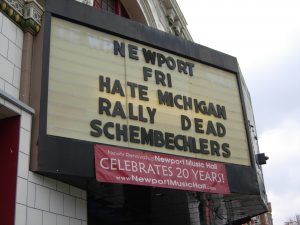 NEWPORT
FRI
HATE MICHIGAN
RALLY DEAD
SCHEMBECHLERS
Newport Music Hall
CELEBRATES 20 YEARS!
www.NewportMusicHall.com